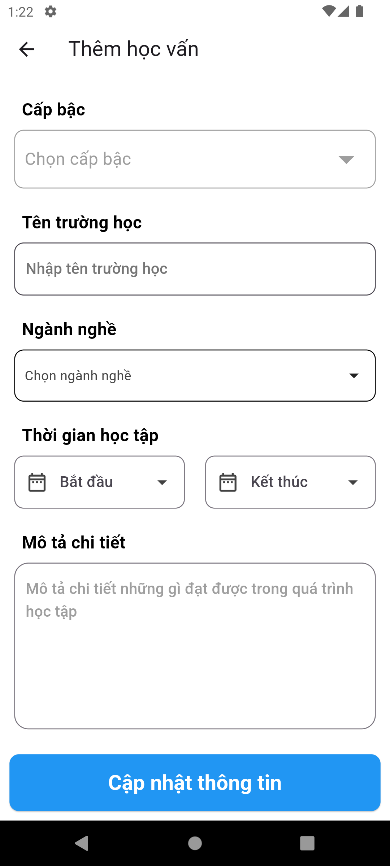 1:22
Thêm học vấn
Cấp bậc
Chọn cấp bậc
Tên trường học
Nhập tên trường học
Ngành nghề
Chọn ngành nghề
Thời gian học tập
Bắt đầu
Kết thúc
Mô tả chi tiết
Mô tả chi tiết những gì đạt được trong quá trình
học tập
Cập nhật thông tin